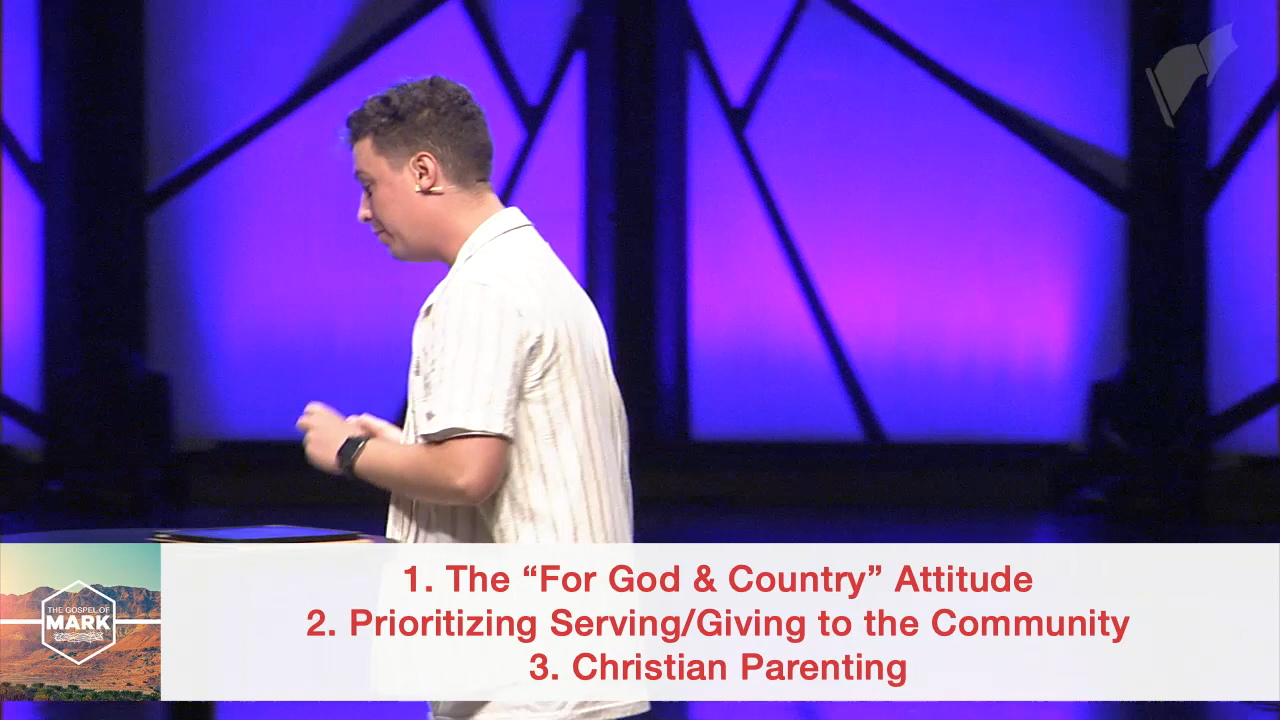 THE GOSPEL OF
MARK
1. The “For God & Country” Attitude
2. Prioritizing Serving/Giving to the Community
3. Christian Parenting